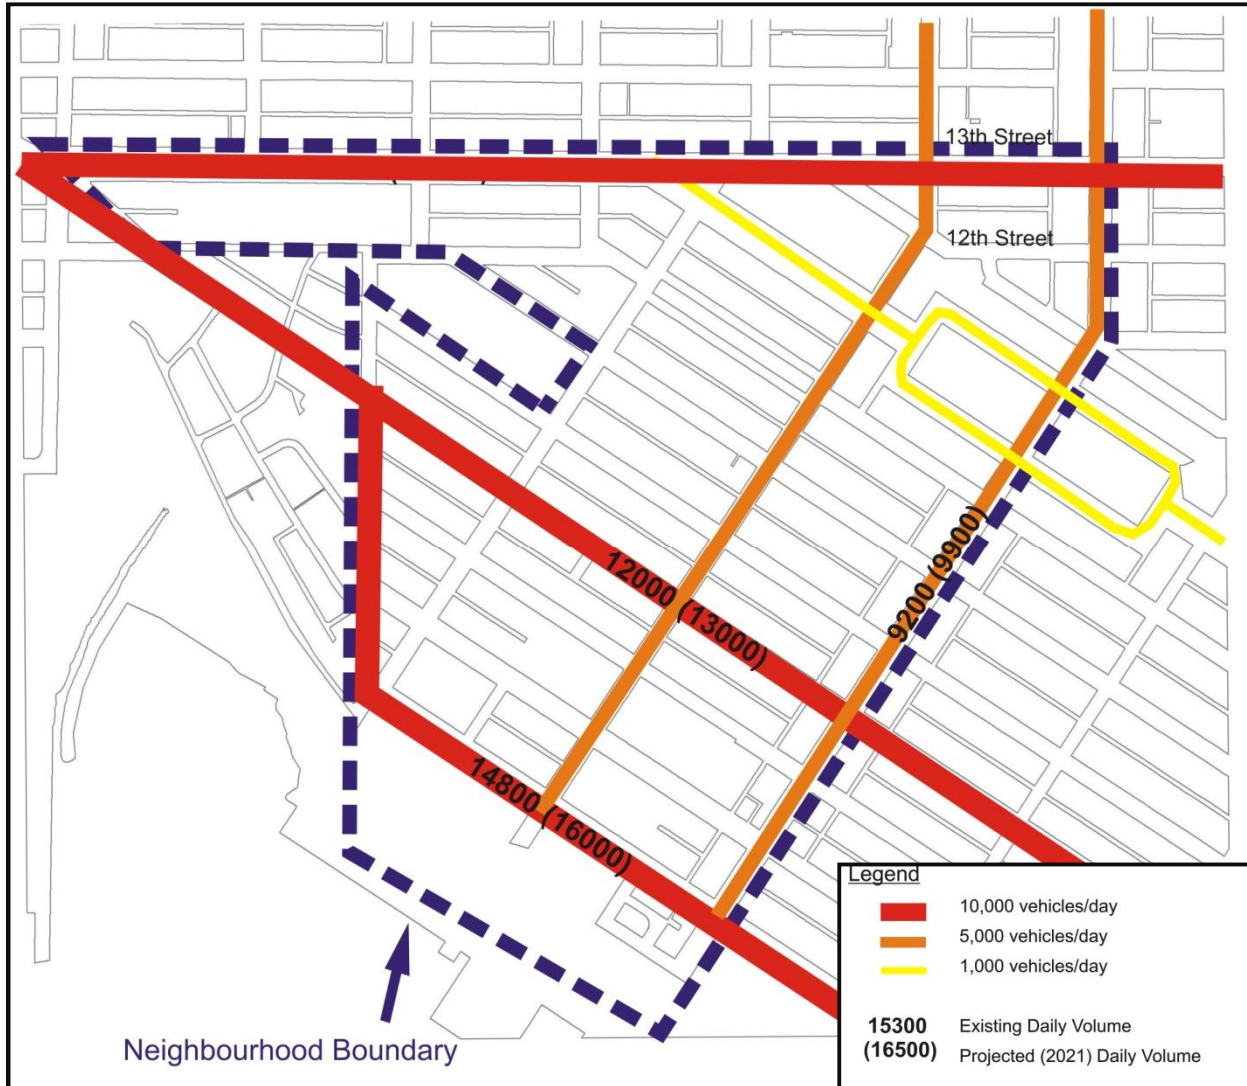 13th Street
12th Street
12000 (13000)
9200 (9900)
14800 (16000)
Neighbourhood Boundary
Legend
10,000 vehicles/day
5,000 vehicles/day
1,000 vehicles/day
15300 Existing Daily Volume
(16500) Projected (2021) Daily Volume